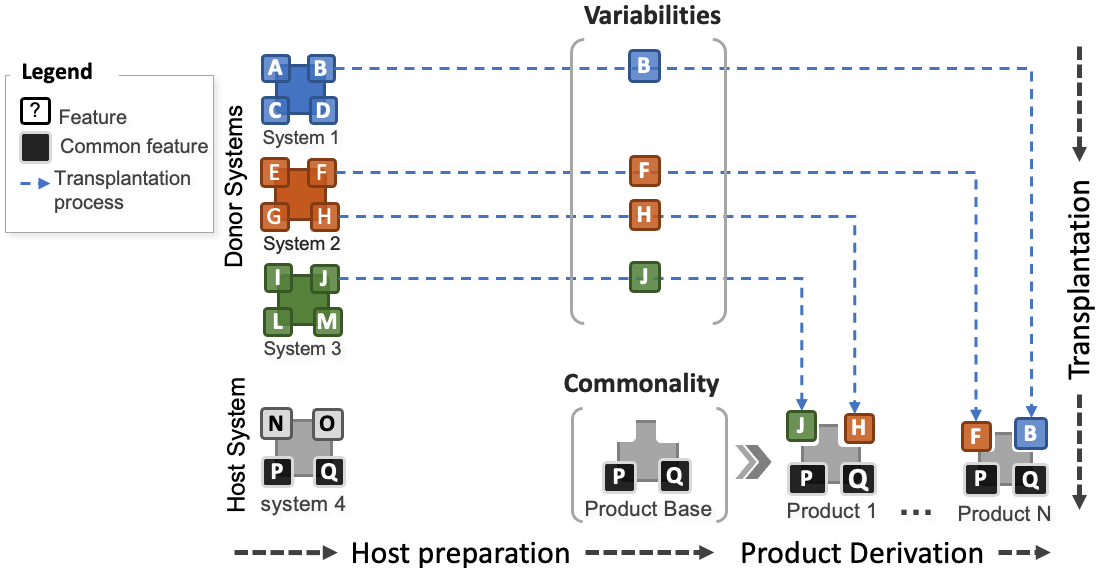 Variabilities
Legend
?
Feature
Common feature
Transplantation
process
Donor Systems
A B
C D
System 1
E F
G H
System 2
I J
L M
System 3
B
F
H
J
Transplantation
Host System
N O
P Q
system 4
Commonality
P Q
Product Base
J H
P Q
Product 1
...
F B
P Q
Product N
Host preparation
Product Derivation